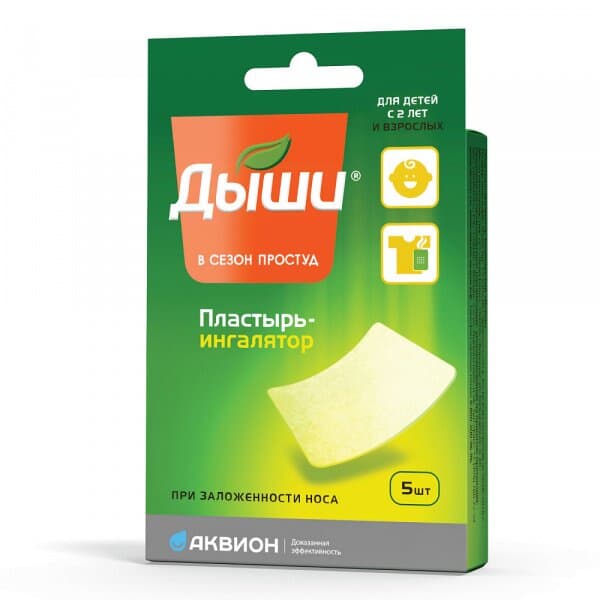 ДЛЯ ДЕТЕЙ
С 2 ЛЕТ
И ВЗРОСЛЫХ
Дыши®
В СЕЗОН ПРОСТУД
Пластырь-
ингалятор
ПРИ ЗАЛОЖЕННОСТИ НОСА
5шт
АКВИОН
Доказанная
эффективность